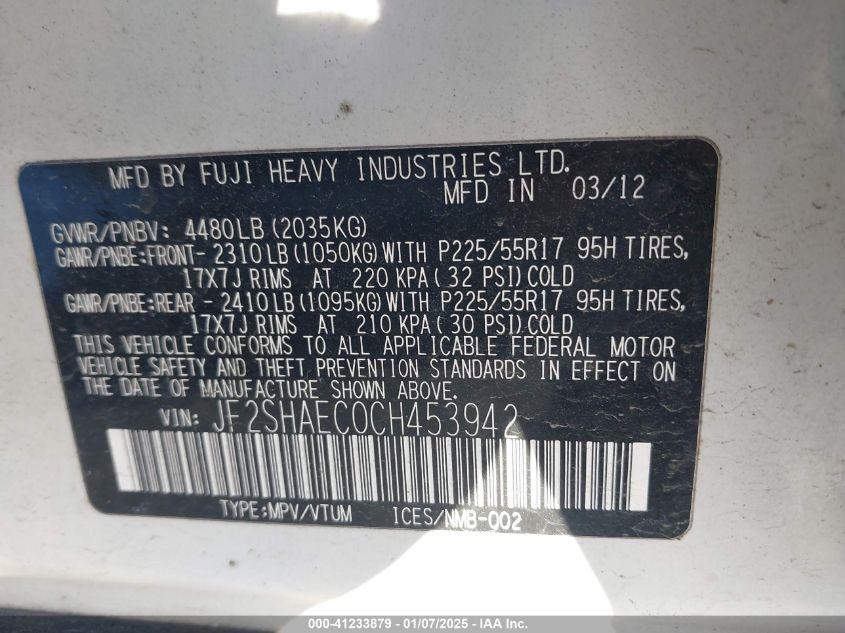 MFD BY FUJI HEAVY INDUSTRIES LTD.
MFD IN 03/12
GVWR/PNBV: 4480LB (2035KG)
GAWR/PNBE:FRONT- 2310LB (1050KG) WITH P225/55R17 95H TIRES,
17X7J RIMS AT 220 KPA ( 32 PSI) COLD
GAWR/PNBE:REAR - 2410LB (1095KG) WITH P225/55R17 95H TIRES,
17X7J RIMS AT 210 KPA ( 30 PSI) COLD
THIS VEHICLE CONFORMS TO ALL APPLICABLE FEDERAL MOTOR
VEHICLE SAFETY AND THEFT PREVENTION STANDARDS IN EFFECT ON
THE DATE OF MANUFACTURE SHOWN ABOVE.
VIN: JF2SHAEC0CH453942
TYPE:MPV/VTUM ICES/NMB-002
000-41233879 - 01/07/2025 - IAA Inc.